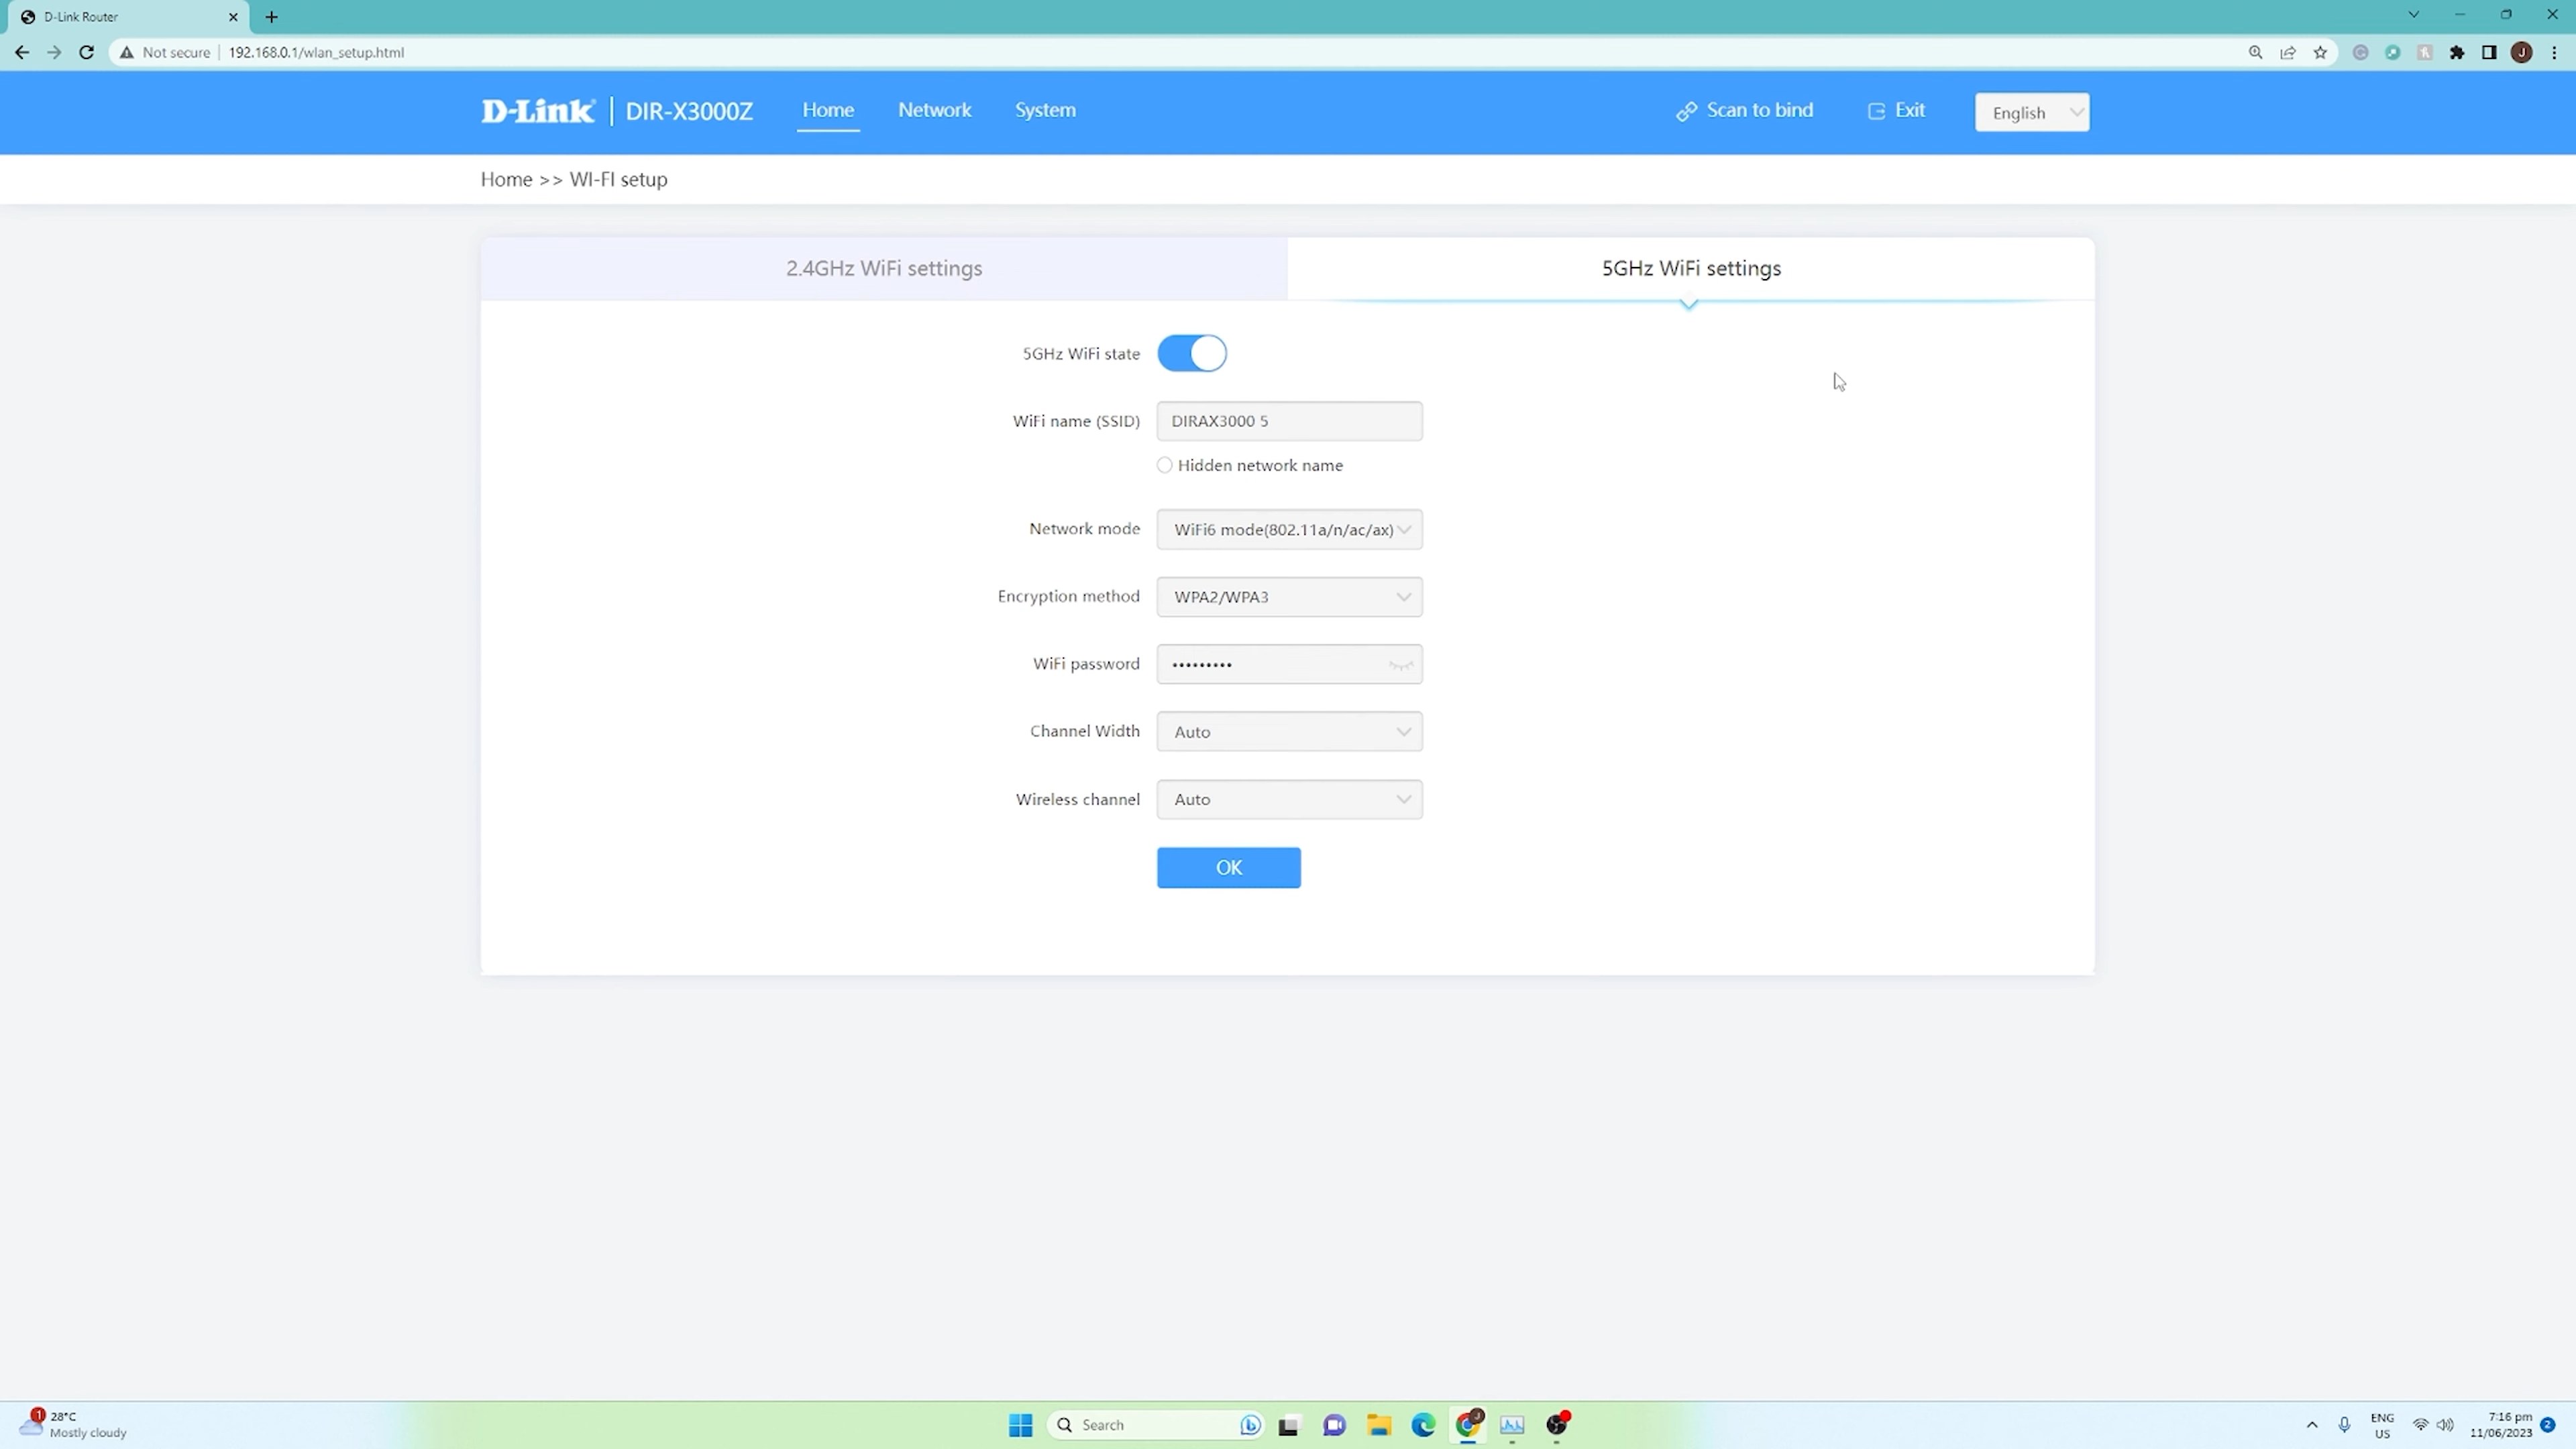 D-Link Router
Not secure 192.168.0.1/wlan_setup.html
J
D-Link DIR-X3000Z Home Network System Scan to bind Exit English
Home >> WI-FI setup
2.4GHz WiFi settings 5GHz WiFi settings
5GHz WiFi state
WiFi name (SSID) DIRAX3000 5
Hidden network name
Network mode WiFi6 mode(802.11a/n/ac/ax)
Encryption method WPA2/WPA3
WiFi password •••••••••
Channel Width Auto
Wireless channel Auto
OK
1 28°C
Mostly cloudy
Search
J
ENG
US
7:16 pm
11/06/2023
2